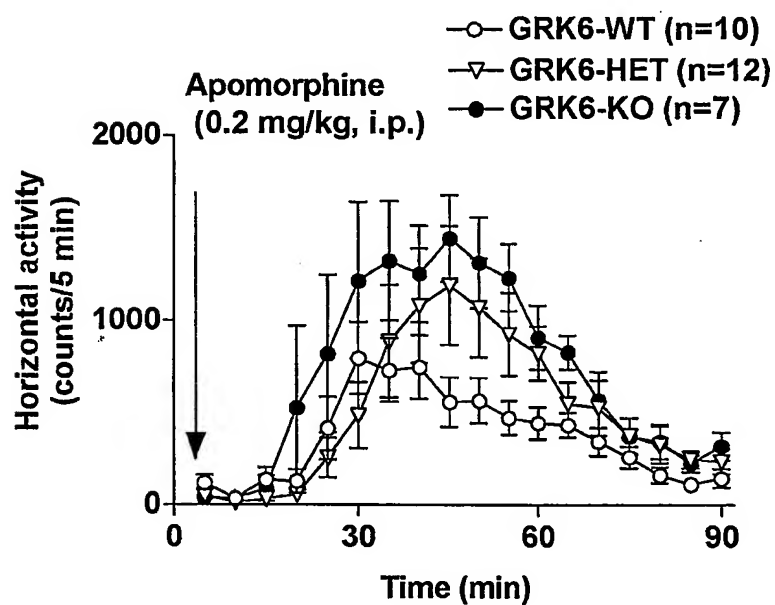 GRK6-WT (n=10)
GRK6-HET (n=12)
GRK6-KO (n=7)
Apomorphine
(0.2 mg/kg, i.p.)
2000
1000
0
Horizontal activity
(counts/5 min)
0 30 60 90
Time (min)